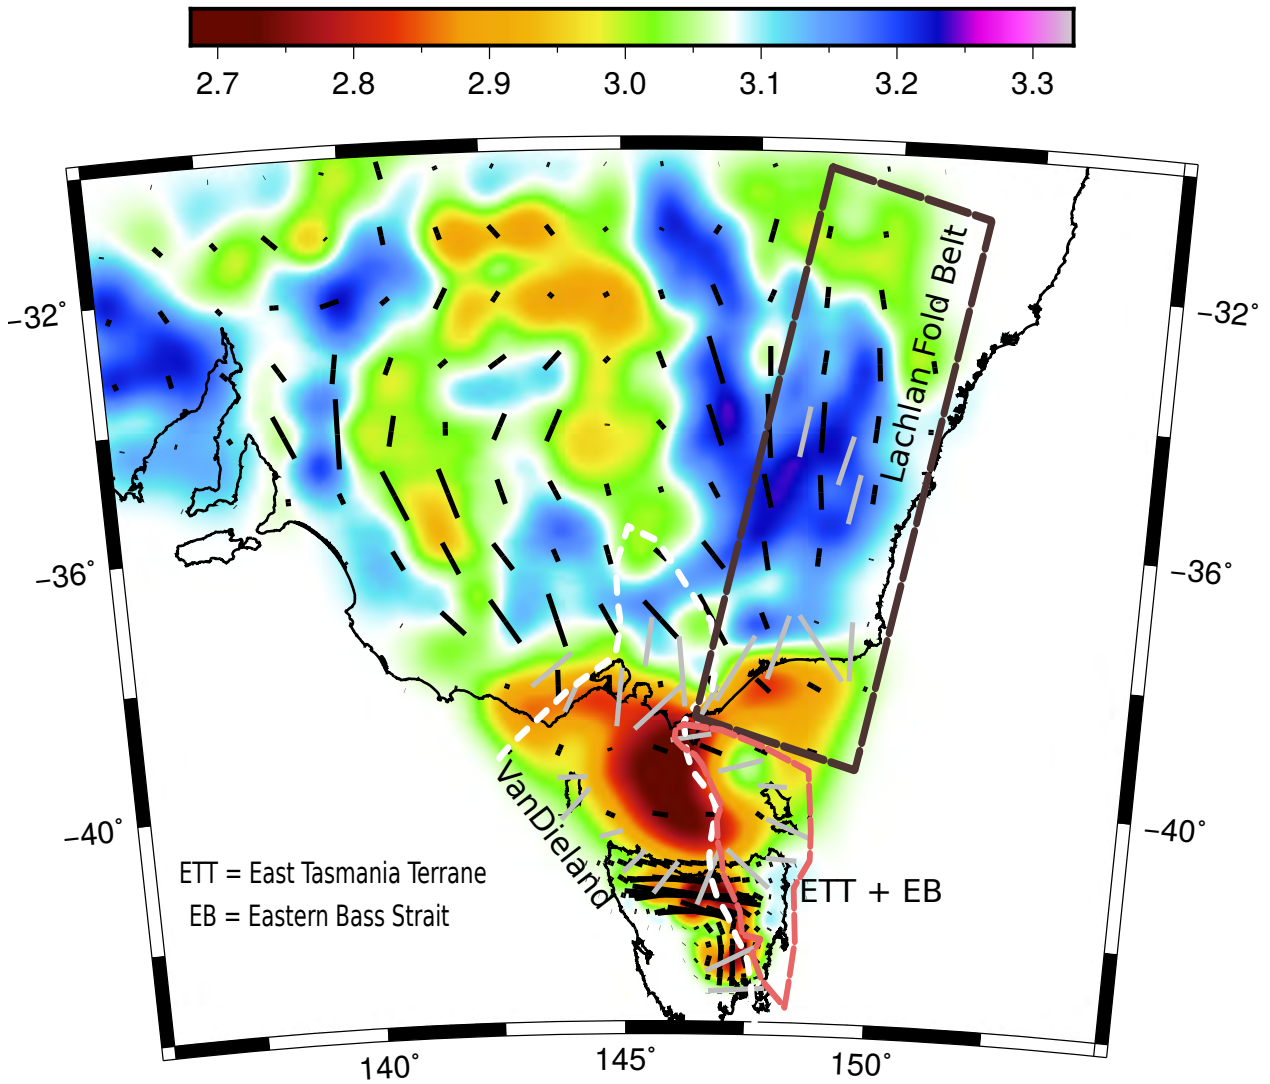 2.7 2.8 2.9 3.0 3.1 3.2 3.3
Lachlan Fold Belt
−32° −32°
−36° −36°
VanDieland
−40° −40°
ETT = East Tasmania Terrane
ETT + EB
EB = Eastern Bass Strait
140° 145° 150°